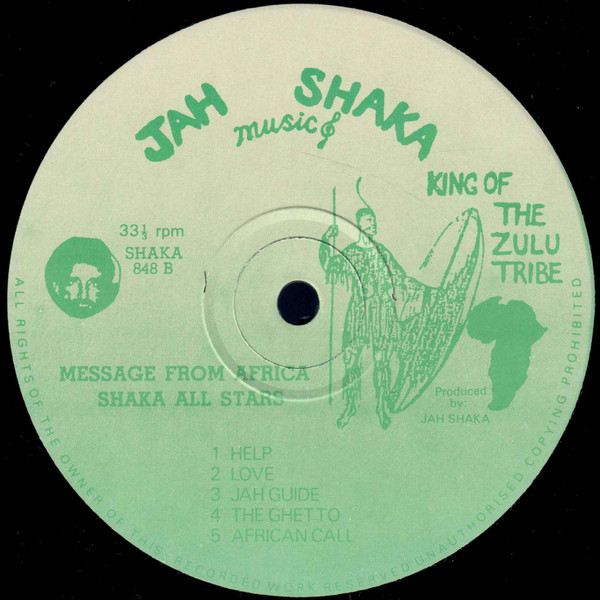 JAH SHAKA
music
KING OF
THE
ZULU
TRIBE
33⅓ rpm
SHAKA
848 B
MESSAGE FROM AFRICA
SHAKA ALL STARS
Produced
by:
JAH SHAKA
1 HELP
2 LOVE
3 JAH GUIDE
4 THE GHETTO
5 AFRICAN CALL
ALL RIGHTS OF THE OWNER OF THIS, RECORDED WORK RESERVED UNAUTHORISED COPYING PROHIBITED